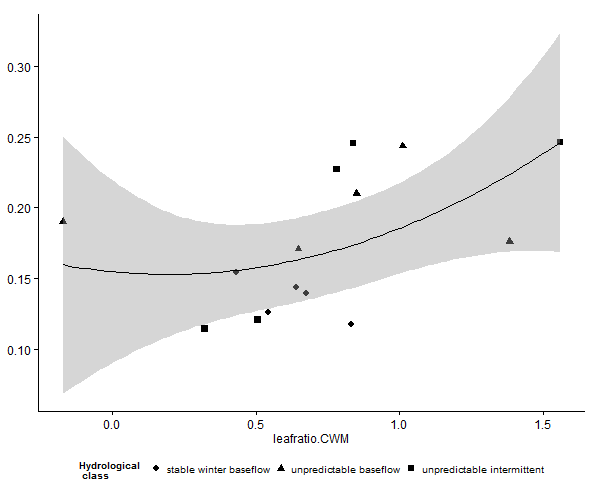 0.30
0.25
0.20
0.15
0.10
0.0 0.5 1.0 1.5
leafratio.CWM
Hydrological class stable winter baseflow unpredictable baseflow unpredictable intermittent